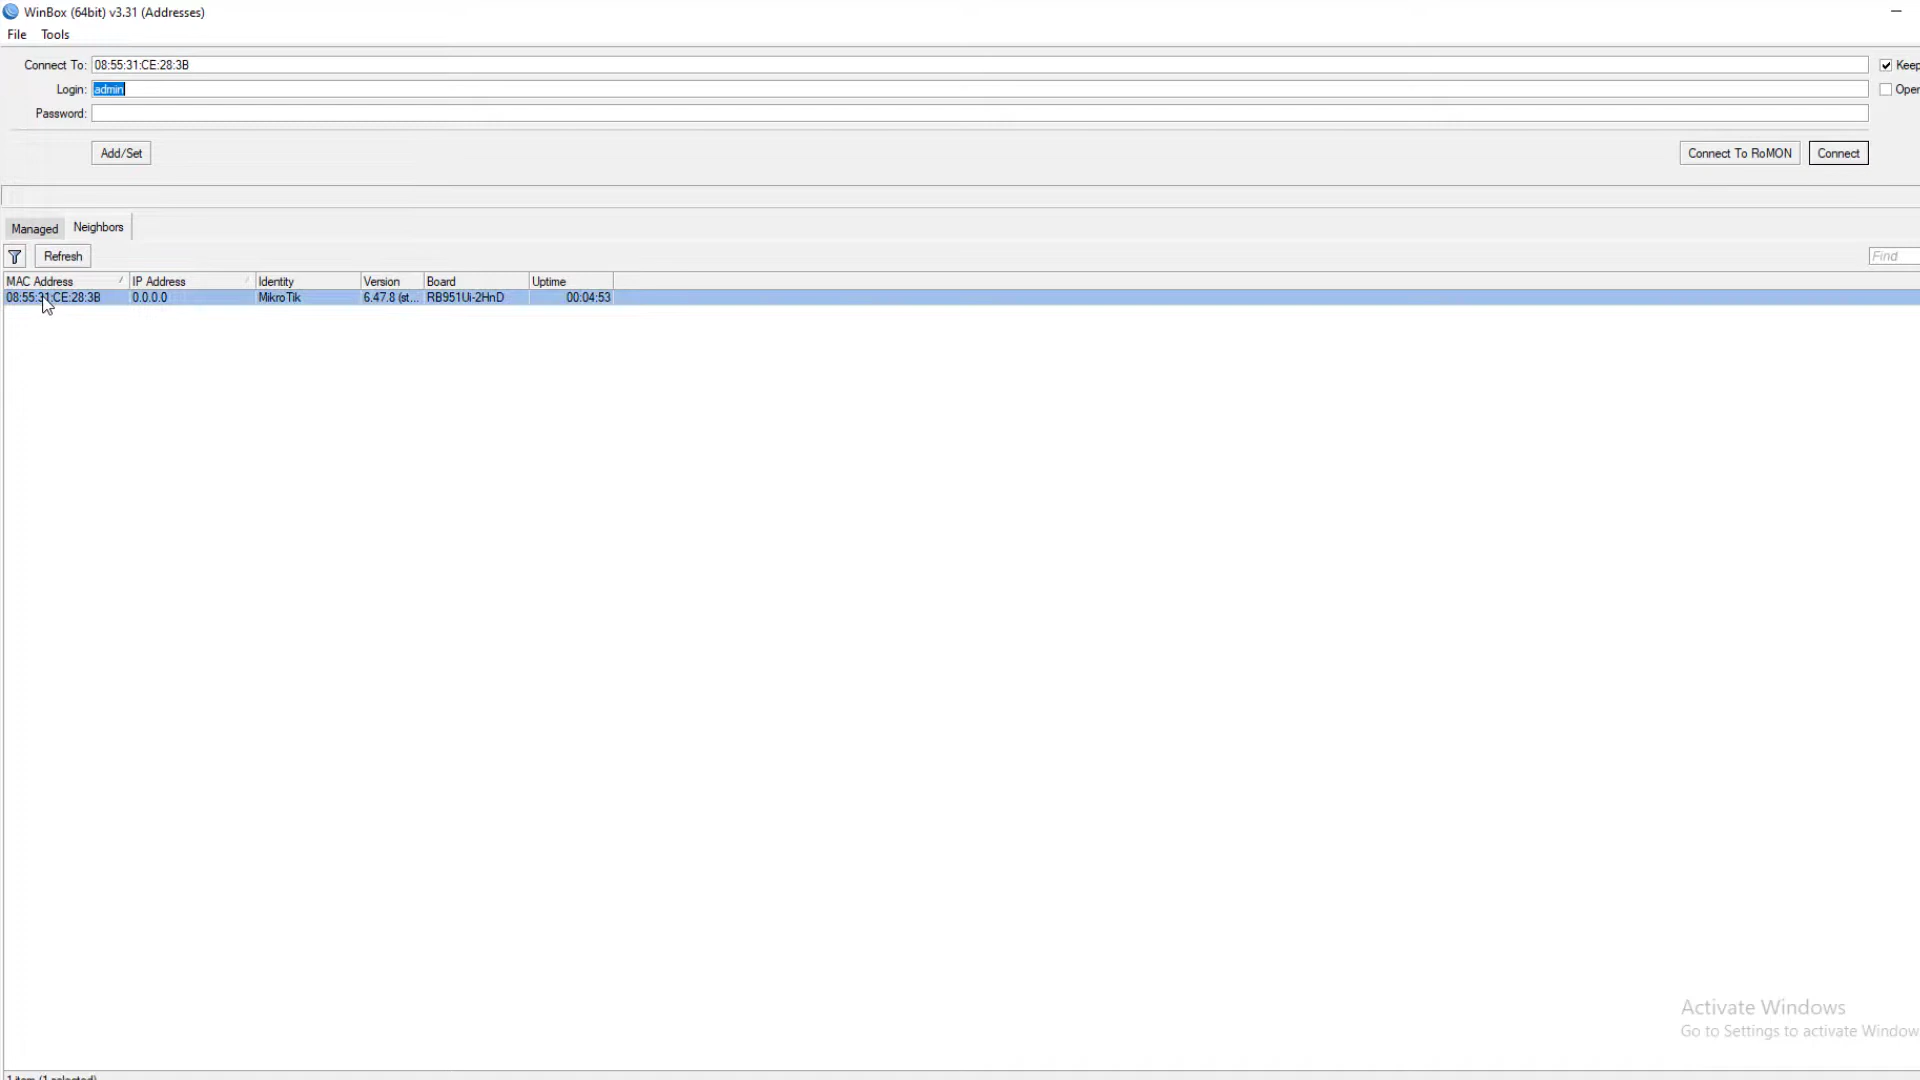 WinBox (64bit) v3.31 (Addresses)
File Tools
Connect To: 08:55:31:CE:28:3B
Keep
Login: admin
Open
Password:
Add/Set
Connect To RoMON Connect
Managed Neighbors
Refresh
Find
MAC Address IP Address Identity Version Board Uptime
08:55:31:CE:28:3B 0.0.0.0 MikroTik 6.47.8 (st... RB951Ui-2HnD 00:04:53
Activate Windows
Go to Settings to activate Window
1 item (1 selected)